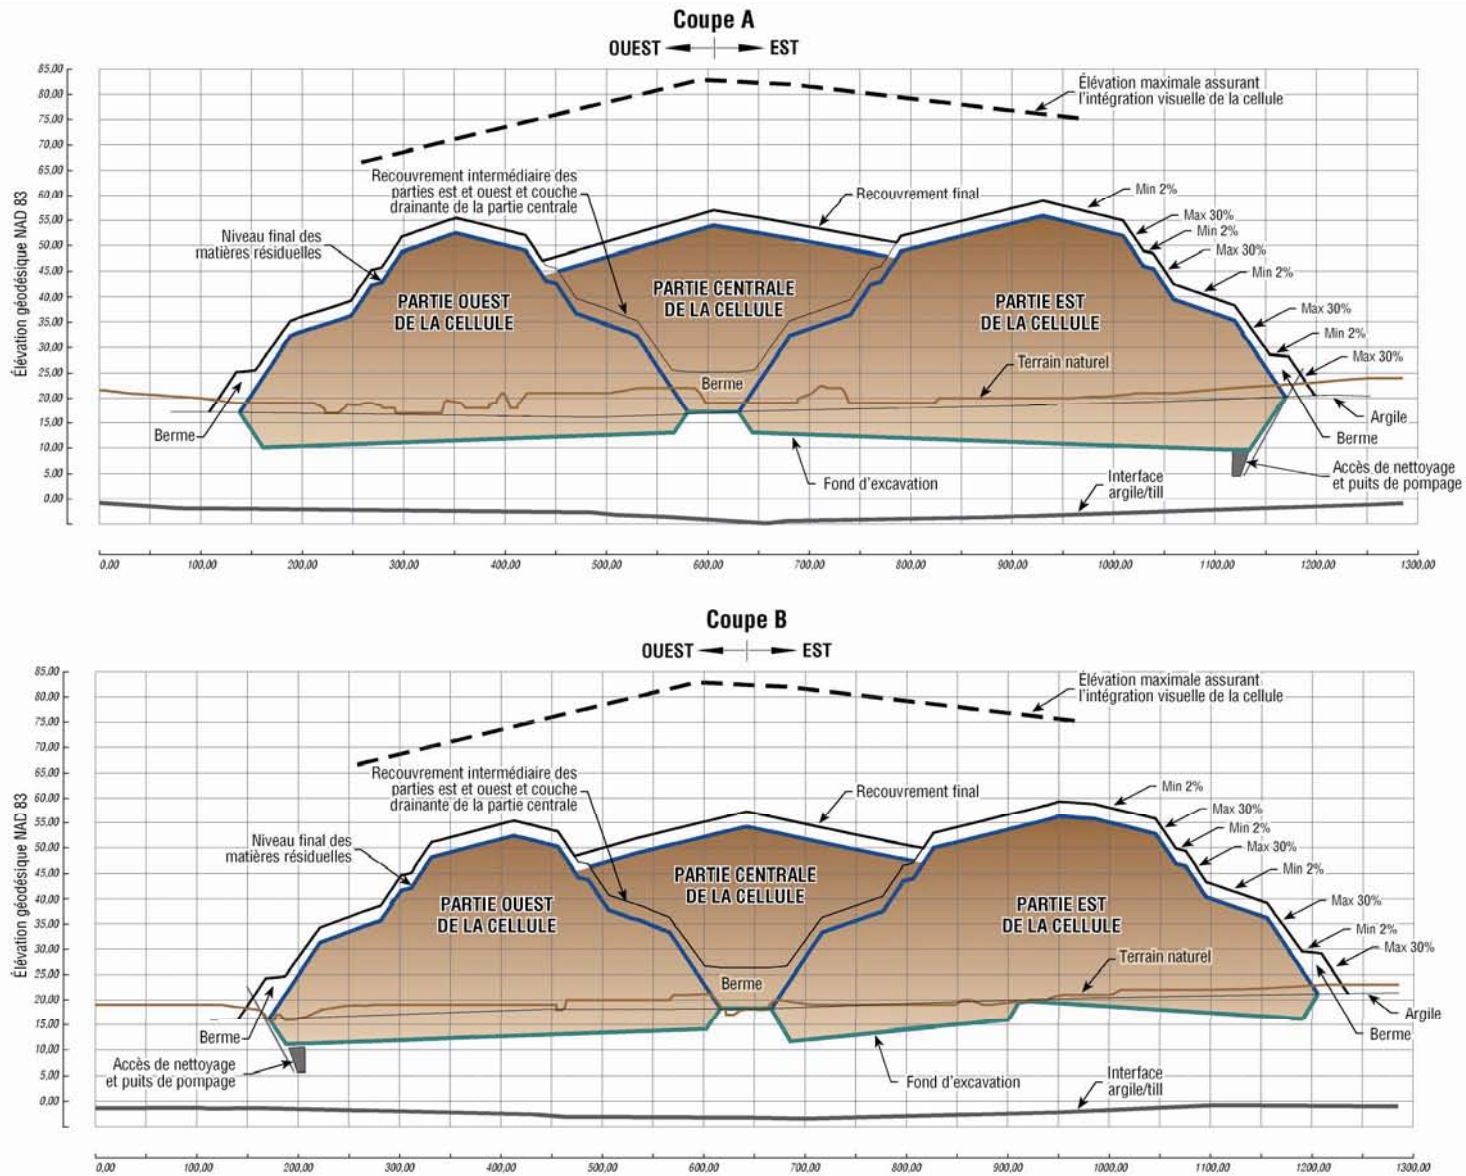 Coupe A
OUEST EST
Élévation géodésique NAD 83
85,00
80,00
75,00
70,00
65,00
60,00
55,00
50,00
45,00
40,00
35,00
30,00
25,00
20,00
15,00
10,00
5,00
0,00
Élévation maximale assurant
l'intégration visuelle de la cellule
Recouvrement intermédiaire des
parties est et ouest et couche
drainante de la partie centrale
Recouvrement final
Niveau final des
matières résiduelles
Min 2%
Max 30%
Min 2%
Max 30%
Min 2%
Max 30%
Min 2%
Max 30%
PARTIE OUEST
DE LA CELLULE
PARTIE CENTRALE
DE LA CELLULE
PARTIE EST
DE LA CELLULE
Terrain naturel
Berme
Berme
Argile
Berme
Accès de nettoyage
et puits de pompage
Fond d'excavation
Interface
argile/till
0,00 100,00 200,00 300,00 400,00 500,00 600,00 700,00 800,00 900,00 1000,00 1100,00 1200,00 1300,00
Coupe B
OUEST EST
Élévation géodésique NAD 83
85,00
80,00
75,00
70,00
65,00
60,00
55,00
50,00
45,00
40,00
35,00
30,00
25,00
20,00
15,00
10,00
5,00
0,00
Élévation maximale assurant
l'intégration visuelle de la cellule
Recouvrement intermédiaire des
parties est et ouest et couche
drainante de la partie centrale
Recouvrement final
Niveau final des
matières résiduelles
Min 2%
Max 30%
Min 2%
Max 30%
Min 2%
Max 30%
Min 2%
Max 30%
PARTIE OUEST
DE LA CELLULE
PARTIE CENTRALE
DE LA CELLULE
PARTIE EST
DE LA CELLULE
Terrain naturel
Berme
Berme
Argile
Berme
Accès de nettoyage
et puits de pompage
Fond d'excavation
Interface
argile/till
0,00 100,00 200,00 300,00 400,00 500,00 600,00 700,00 800,00 900,00 1000,00 1100,00 1200,00 1300,00